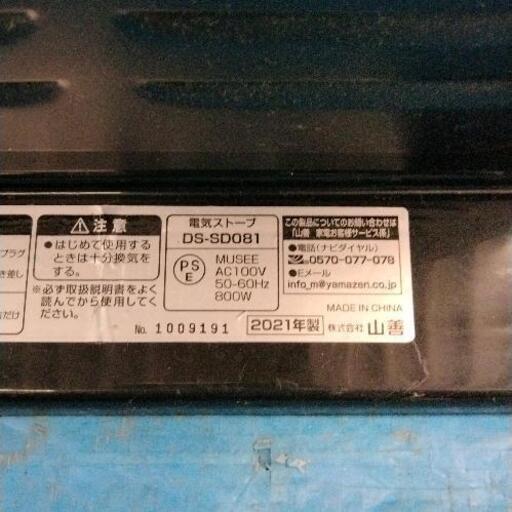 プラグ
き差し
だけ
⚠注意
●はじめて使用する
ときは十分換気を
する。
※必ず取扱説明書をよく
読んでから使用してく
ださい。
No. 1009191
電気ストーブ
DS-SD081
PS
E
MUSEE
AC100V
50-60Hz
800W
2021年製
この製品についてのお問い合わせは
「山善 家電お客様サービス係」
●電話(ナビダイヤル)
0570-077-078
●Eメール
info_m@yamazen.co.jp
MADE IN CHINA
株式会社 山善